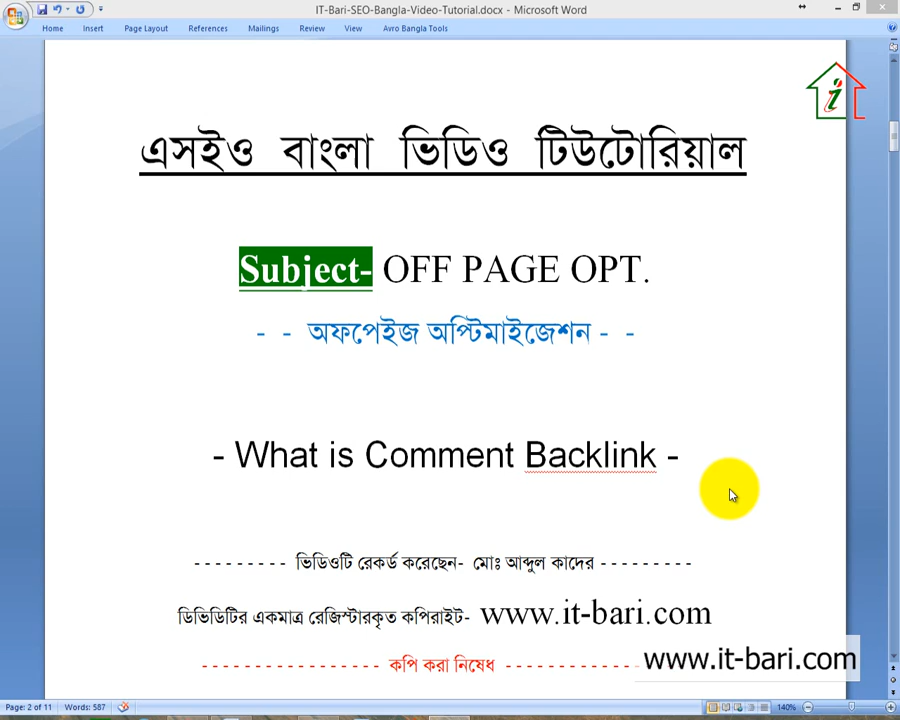 IT-Bari-SEO-Bangla-Video-Tutorial.docx - Microsoft Word
Home Insert Page Layout References Mailings Review View Avro Bangla Tools
এসইও বাংলা ভিডিও টিউটোরিয়াল
Subject- OFF PAGE OPT.
- - অফপেইজ অপ্টিমাইজেশন - -
- What is Comment Backlink -
- - - - - - - - - ভিডিওটি রেকর্ড করেছেন- মোঃ আব্দুল কাদের - - - - - - - - -
ডিভিডিটির একমাত্র রেজিস্টারকৃত কপিরাইট- www.it-bari.com
- - - - - - - - - - - - - - - - - - কপি করা নিষেধ - - - - - - - - - - - - -
www.it-bari.com
Page: 2 of 11 Words: 587 140%